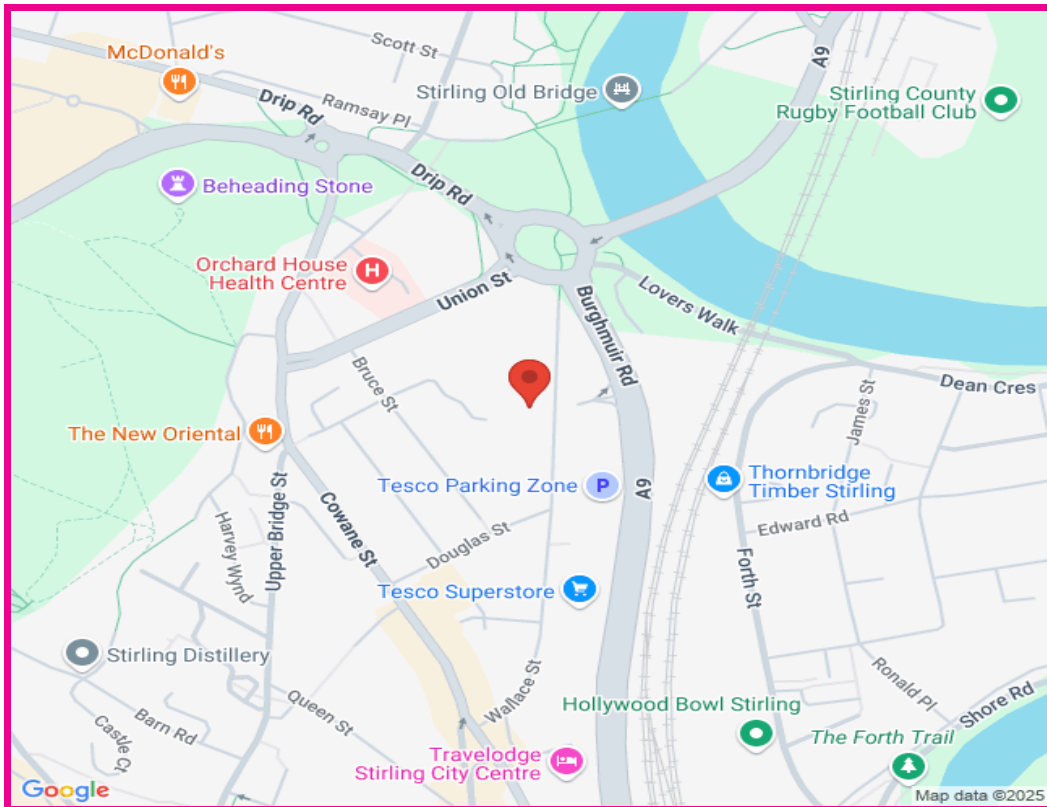 Scott St
McDonald's
A9
Stirling Old Bridge
Stirling County
Rugby Football Club
Drip Rd
Ramsay Pl
Drip Rd
Beheading Stone
Orchard House
Health Centre
Union St
Lovers Walk
Burghmuir Rd
Bruce St
Dean Cres
James St
The New Oriental
Thornbridge
Timber Stirling
Tesco Parking Zone
P
A9
Upper Bridge St
Cowane St
Harvey Wynd
Edward Rd
Douglas St
Forth St
Tesco Superstore
Stirling Distillery
Wallace St
Ronald Pl
Shore Rd
Queen St
Hollywood Bowl Stirling
Barn Rd
Castle Ct
The Forth Trail
Travelodge
Stirling City Centre
Google
Map data ©2025
H